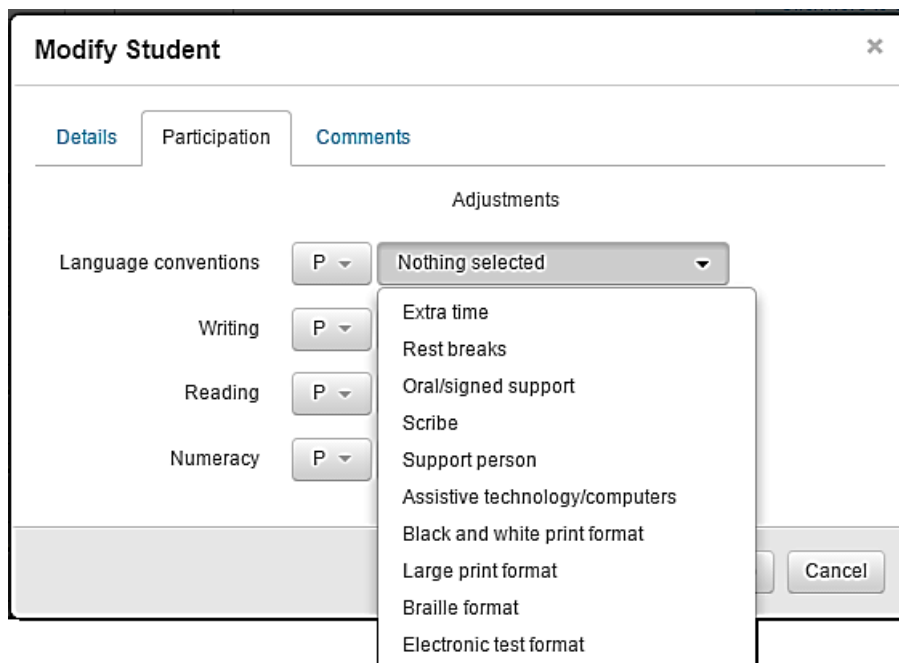 Modify Student
×
Details Participation Comments
Adjustments
Language conventions P Nothing selected
Extra time
Writing P
Rest breaks
Oral/signed support
Reading P
Scribe
Numeracy P
Support person
Assistive technology/computers
Black and white print format
Large print format
Cancel
Braille format
Electronic test format